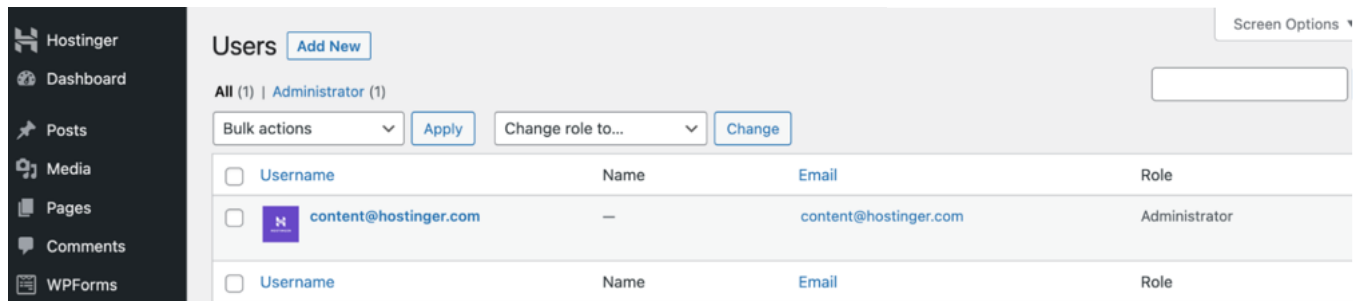 Hostinger
Dashboard
Posts
Media
Pages
Comments
WPForms
Screen Options
Users Add New
All (1) | Administrator (1)
Bulk actions Apply Change role to... Change
Username Name Email Role
content@hostinger.com — content@hostinger.com Administrator
Username Name Email Role